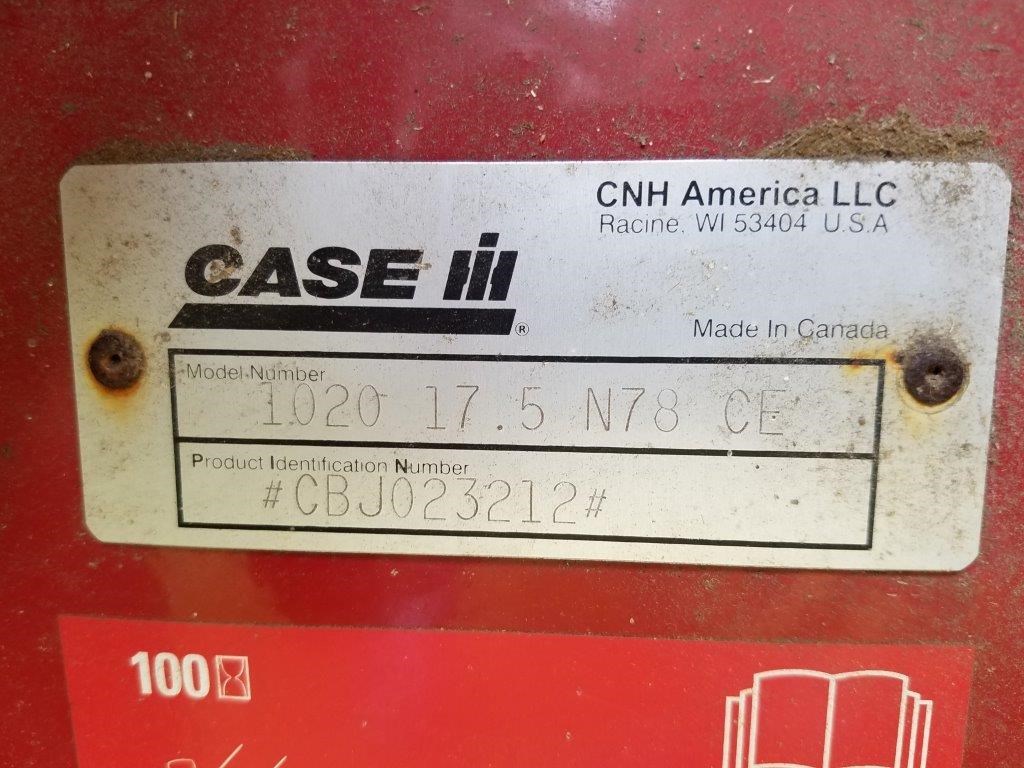 CNH America LLC
Racine, WI 53404 U.S.A
CASE IH®
Made In Canada
Model Number
1020 17.5 N78 CE
Product Identification Number
#CBJ023212#
100